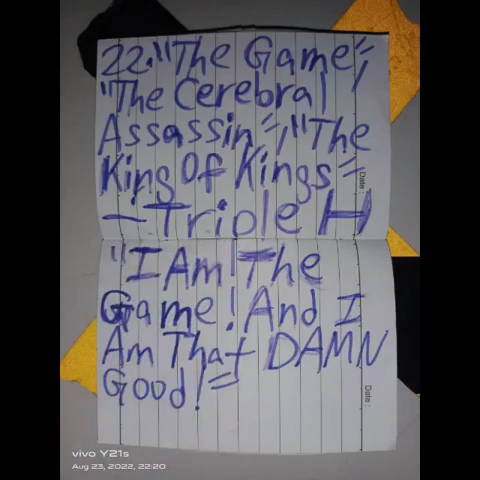 22."The Game",
"The Cerebral
Assassin","The
King Of Kings"
—Triple H
"I Am! The
Game! And I
Am That DAMN
Good!"
Date :
Date :
vivo Y21s
Aug 23, 2022, 22:20